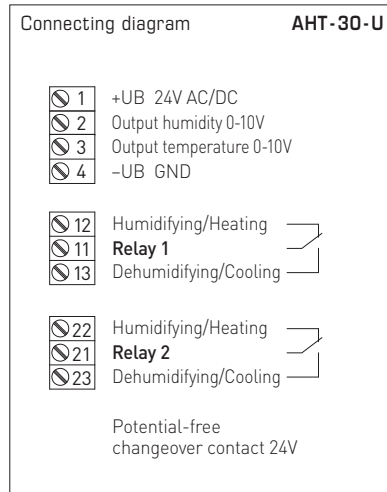 Connecting diagram AHT-30-U
1 +UB 24V AC/DC
2 Output humidity 0-10V
3 Output temperature 0-10V
4 –UB GND
12 Humidifying/Heating
11 Relay 1
13 Dehumidifying/Cooling
22 Humidifying/Heating
21 Relay 2
23 Dehumidifying/Cooling
Potential-free
changeover contact 24V